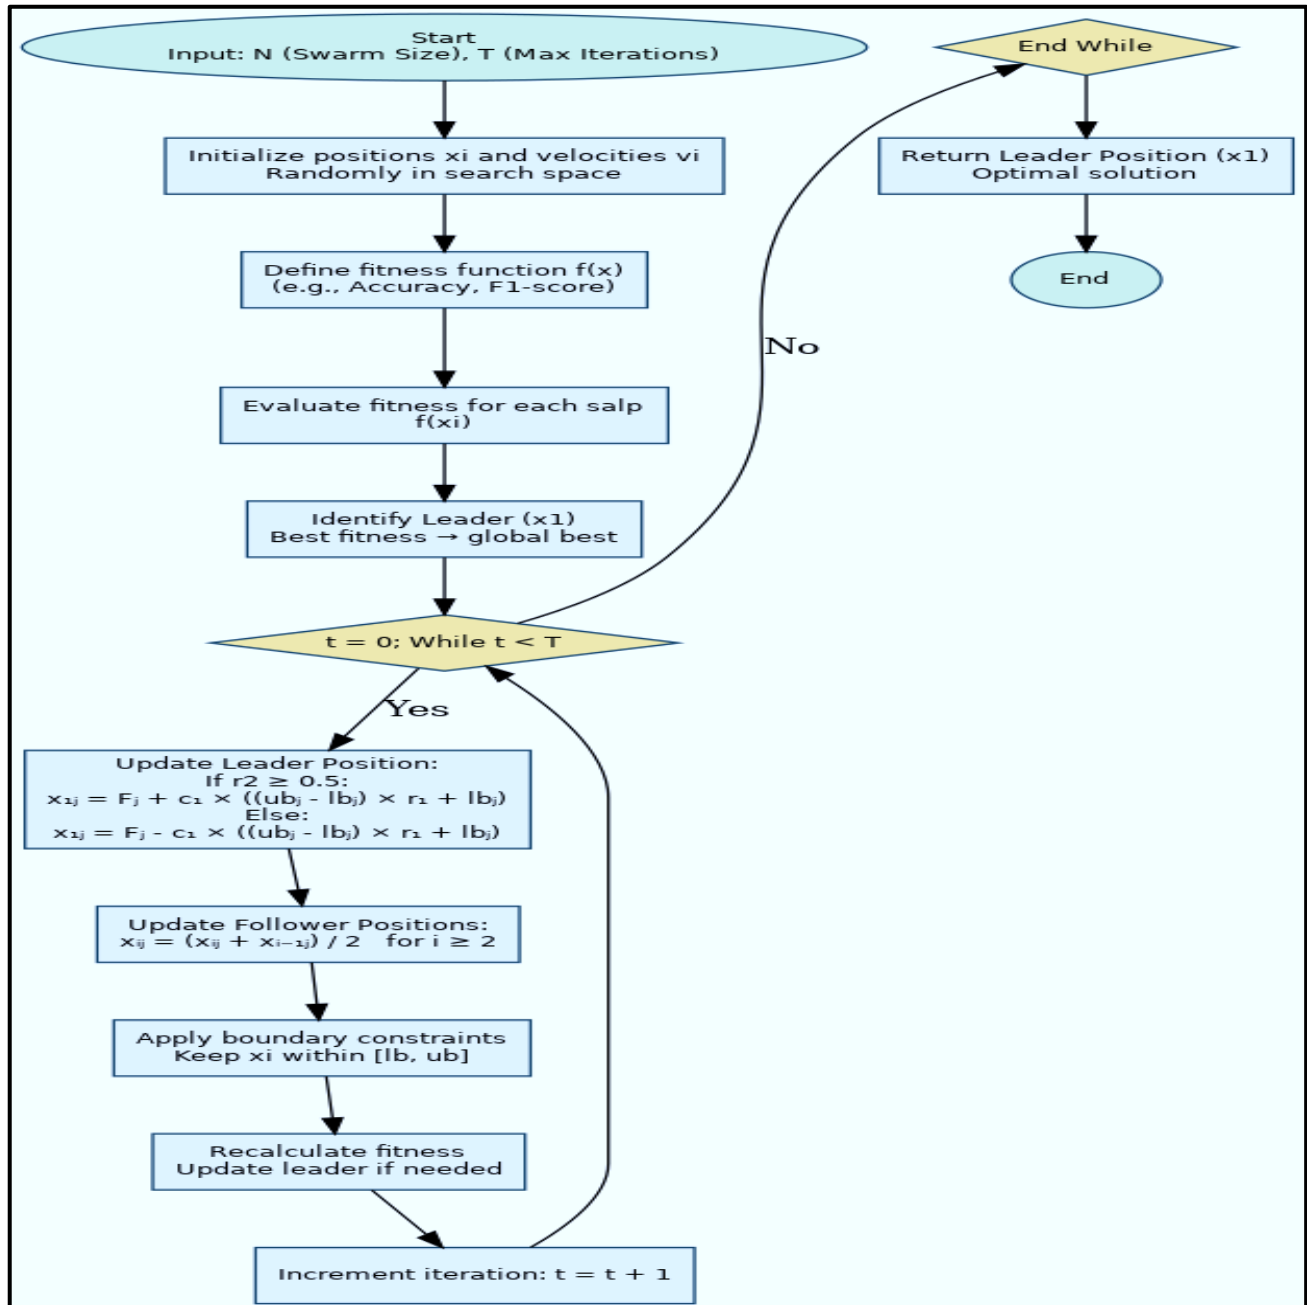 Start
Input: N (Swarm Size), T (Max Iterations)
Initialize positions xi and velocities vi
Randomly in search space
Define fitness function f(x)
(e.g., Accuracy, F1-score)
Evaluate fitness for each salp
f(xi)
Identify Leader (x1)
Best fitness → global best
t = 0; While t < T
Yes
Update Leader Position:
If r2 ≥ 0.5:
x₁ⱼ = Fⱼ + c₁ × ((ubⱼ - lbⱼ) × r₁ + lbⱼ)
Else:
x₁ⱼ = Fⱼ - c₁ × ((ubⱼ - lbⱼ) × r₁ + lbⱼ)
Update Follower Positions:
xᵢⱼ = (xᵢⱼ + xᵢ₋₁ⱼ) / 2   for i ≥ 2
Apply boundary constraints
Keep xi within [lb, ub]
Recalculate fitness
Update leader if needed
Increment iteration: t = t + 1
No
End While
Return Leader Position (x1)
Optimal solution
End